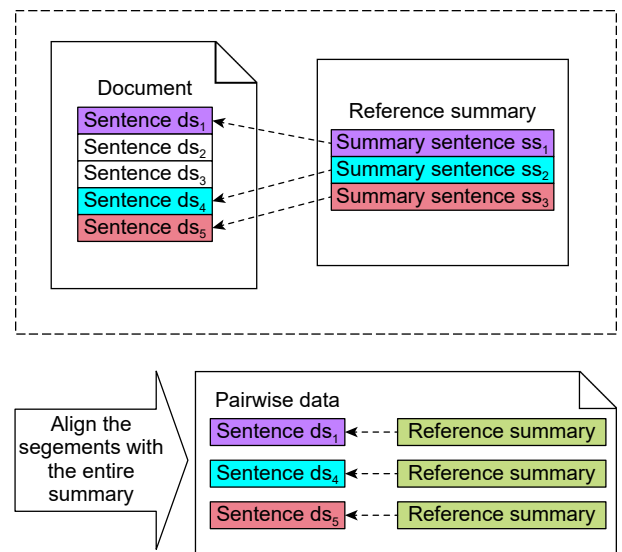 Document
Sentence ds₁
Sentence ds₂
Sentence ds₃
Sentence ds₄
Sentence ds₅
Reference summary
Summary sentence ss₁
Summary sentence ss₂
Summary sentence ss₃
Align the
segements with
the entire
summary
Pairwise data
Sentence ds₁ Reference summary
Sentence ds₄ Reference summary
Sentence ds₅ Reference summary